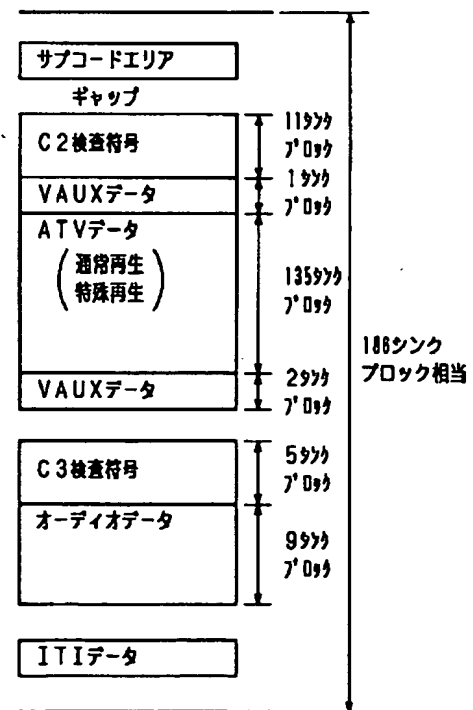 サブコードエリア
ギャップ
C2検査符号
11シンク
ブロック
VAUXデータ
1シンク
ブロック
ATVデータ
(通常再生
特殊再生)
135シンク
ブロック
186シンク
ブロック相当
VAUXデータ
2シンク
ブロック
C3検査符号
5シンク
ブロック
オーディオデータ
9シンク
ブロック
ITIデータ